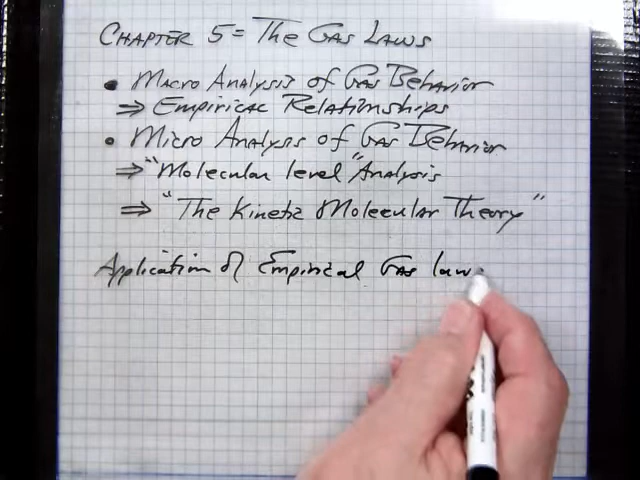 Chapter 5 = The Gas Laws
• Macro Analysis of Gas Behavior
⇒ Empirical Relationships
• Micro Analysis of Gas Behavior
⇒ "Molecular level" Analysis
⇒ "The Kinetic Molecular Theory"
Application of Empirical Gas laws